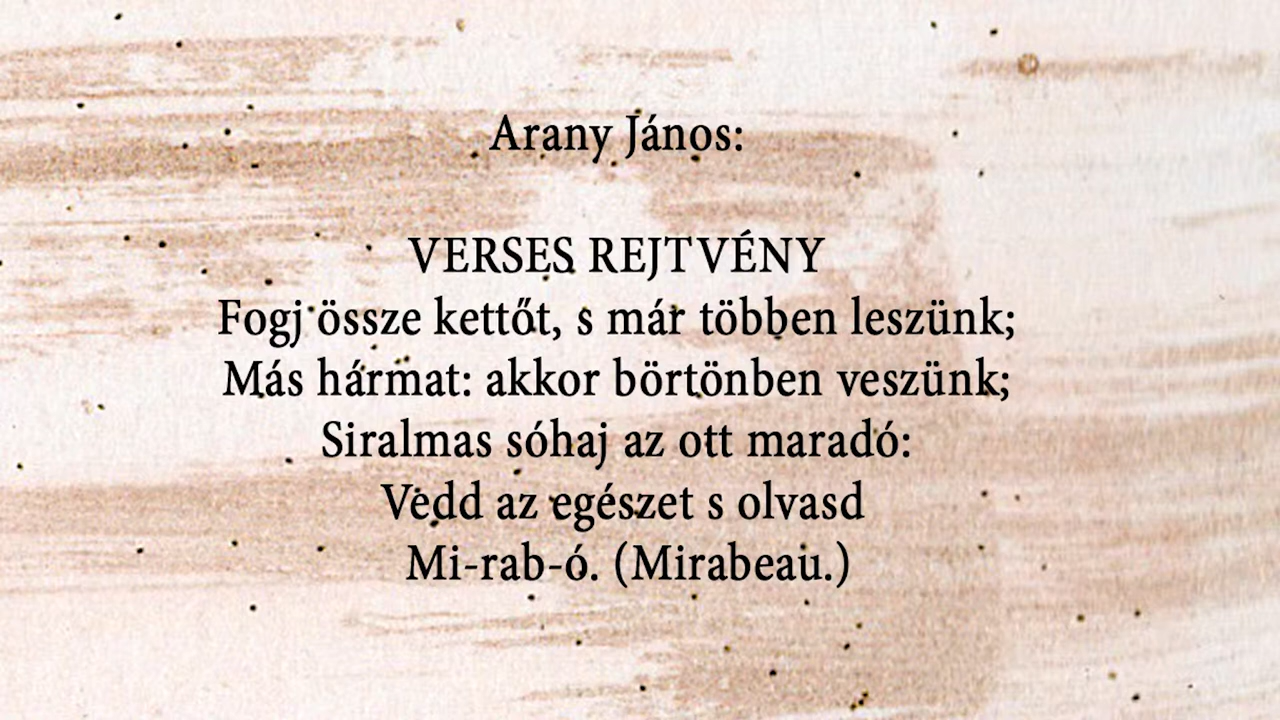 Arany János:
VERSES REJTVÉNY
Fogj össze kettőt, s már többen leszünk;
Más hármat: akkor börtönben veszünk;
Siralmas sóhaj az ott maradó:
Vedd az egészet s olvasd
Mi-rab-ó. (Mirabeau.)